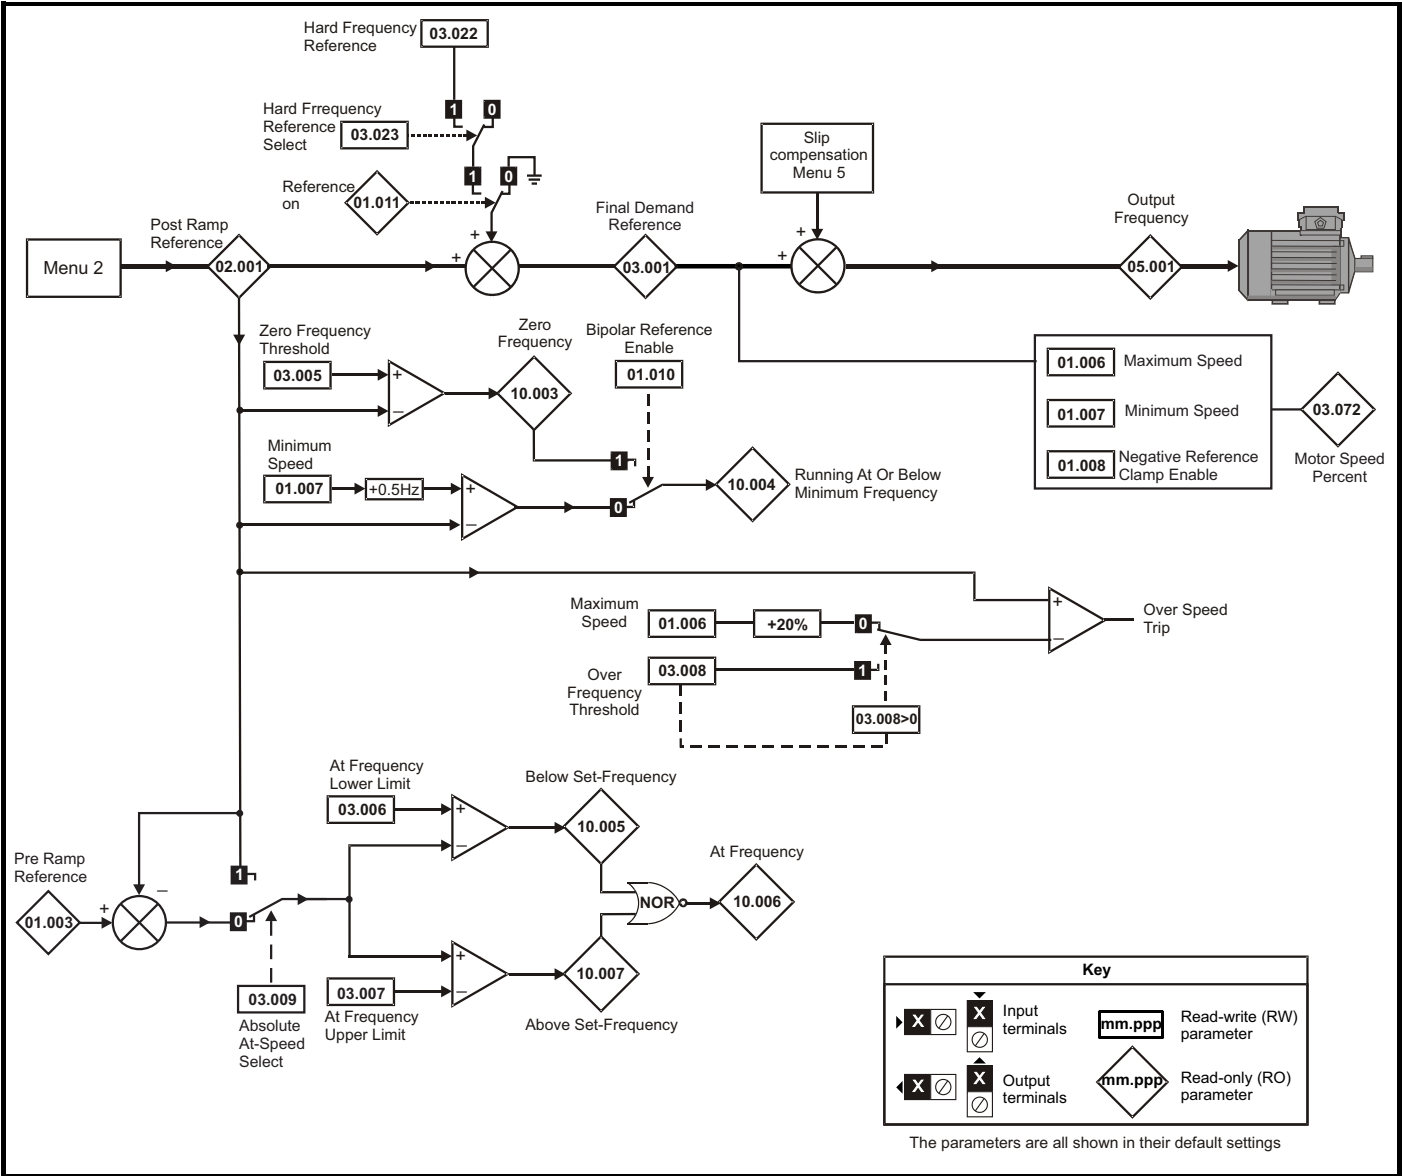 Hard Frequency
Reference
03.022
1 0
Hard Frrequency
Reference
Select
03.023
1 0
Reference
on
01.011
Slip
compensation
Menu 5
Post Ramp
Reference
Final Demand
Reference
Output
Frequency
+
+
+
+
Menu 2
02.001
03.001
05.001
Zero Frequency
Threshold
03.005
+
–
Zero
Frequency
10.003
Bipolar Reference
Enable
01.010
01.006 Maximum Speed
01.007 Minimum Speed
01.008 Negative Reference
Clamp Enable
03.072
Motor Speed
Percent
Minimum
Speed
01.007
+0.5Hz
+
–
1
0
10.004
Running At Or Below
Minimum Frequency
Maximum
Speed
01.006
+20%
0
+
–
Over Speed
Trip
Over
Frequency
Threshold
03.008
1
03.008>0
At Frequency
Lower Limit
03.006
+
–
Below Set-Frequency
10.005
At Frequency
NOR
10.006
Pre Ramp
Reference
01.003
+
–
1
0
03.009
Absolute
At-Speed
Select
03.007
At Frequency
Upper Limit
+
–
10.007
Above Set-Frequency
Key
X X Input
terminals
mm.ppp Read-write (RW)
parameter
X X Output
terminals
mm.ppp Read-only (RO)
parameter
The parameters are all shown in their default settings